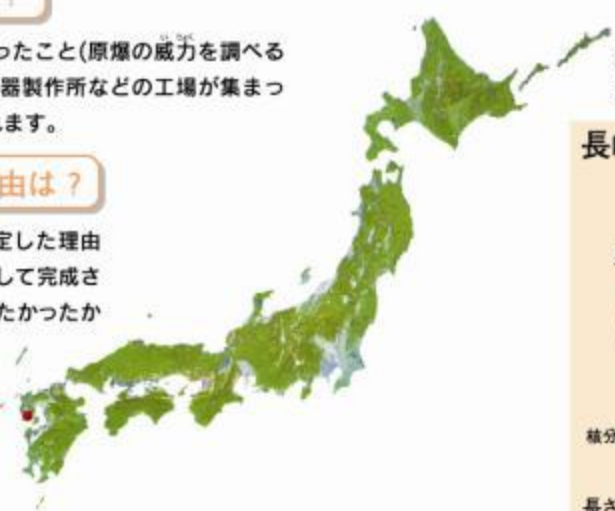 ったこと(原爆の威力を調べる
器製作所などの工場が集まっ
ます。
由は？
定した理由
して完成さ
たかったか
長
核分
長さ